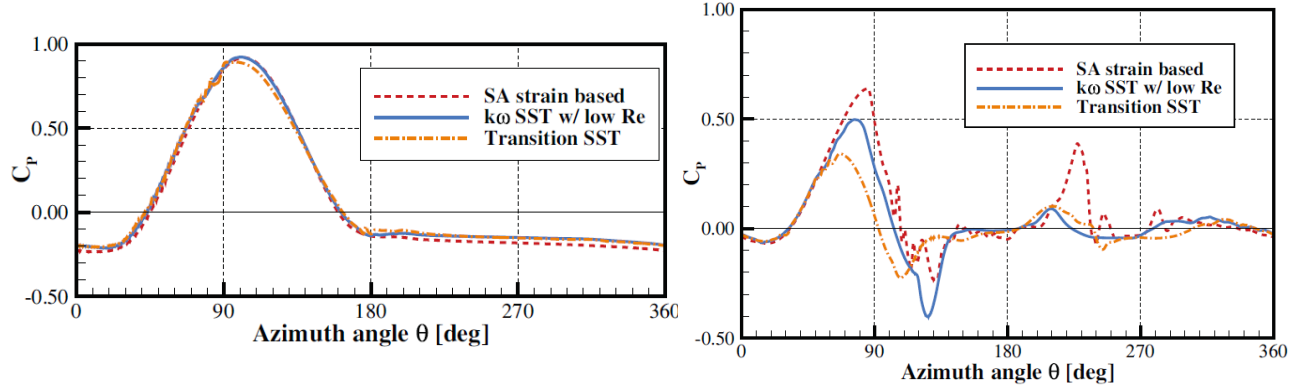 1.00
0.50
0.00
-0.50
C_P
SA strain based
kω SST w/ low Re
Transition SST
0 90 180 270 360
Azimuth angle θ [deg]
1.00
0.50
0.00
-0.50
C_P
SA strain based
kω SST w/ low Re
Transition SST
0 90 180 270 360
Azimuth angle θ [deg]